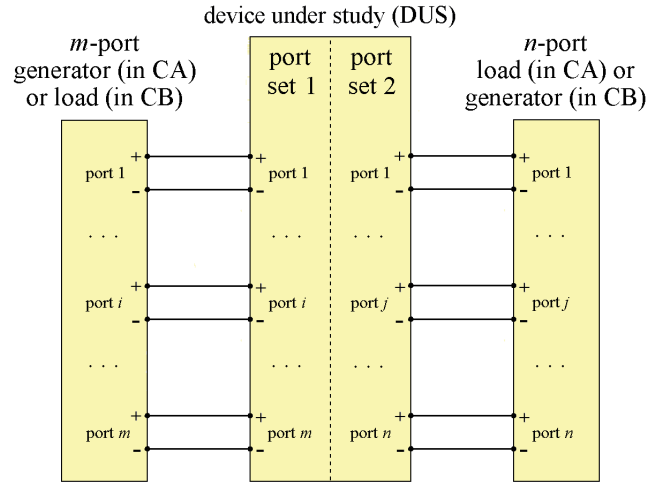 device under study (DUS)
m-port
generator (in CA)
or load (in CB)
port
set 1
port
set 2
n-port
load (in CA) or
generator (in CB)
+ + + +
port 1 port 1 port 1 port 1
- - - -
. . . . . . . . . . . .
+ + + +
port i port i port j port j
- - - -
. . . . . . . . . . . .
+ + + +
port m port m port n port n
- - - -